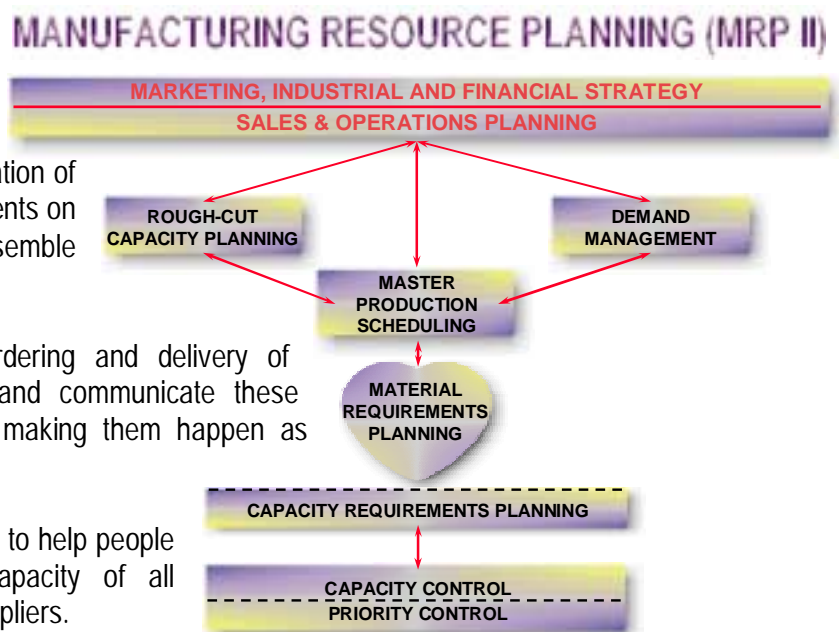 MANUFACTURING RESOURCE PLANNING (MRP II)
MARKETING, INDUSTRIAL AND FINANCIAL STRATEGY
SALES & OPERATIONS PLANNING
ents on
ROUGH-CUT
CAPACITY PLANNING
DEMAND
MANAGEMENT
MASTER
PRODUCTION
SCHEDULING
ation of
semble
rdering and delivery of
and communicate these
making them happen as
MATERIAL
REQUIREMENTS
PLANNING
CAPACITY REQUIREMENTS PLANNING
to help people
apacity of all
pliers.
CAPACITY CONTROL
PRIORITY CONTROL